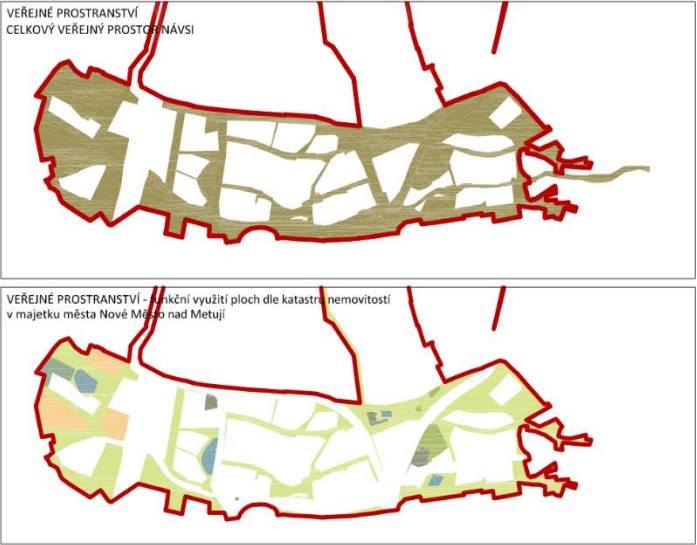 VEŘEJNÉ PROSTRANSTVÍ
CELKOVÝ VEŘEJNÝ PROSTOR NÁVSI
VEŘEJNÉ PROSTRANSTVÍ - funkční využití ploch dle katastru nemovitostí
v majetku města Nové Město nad Metují